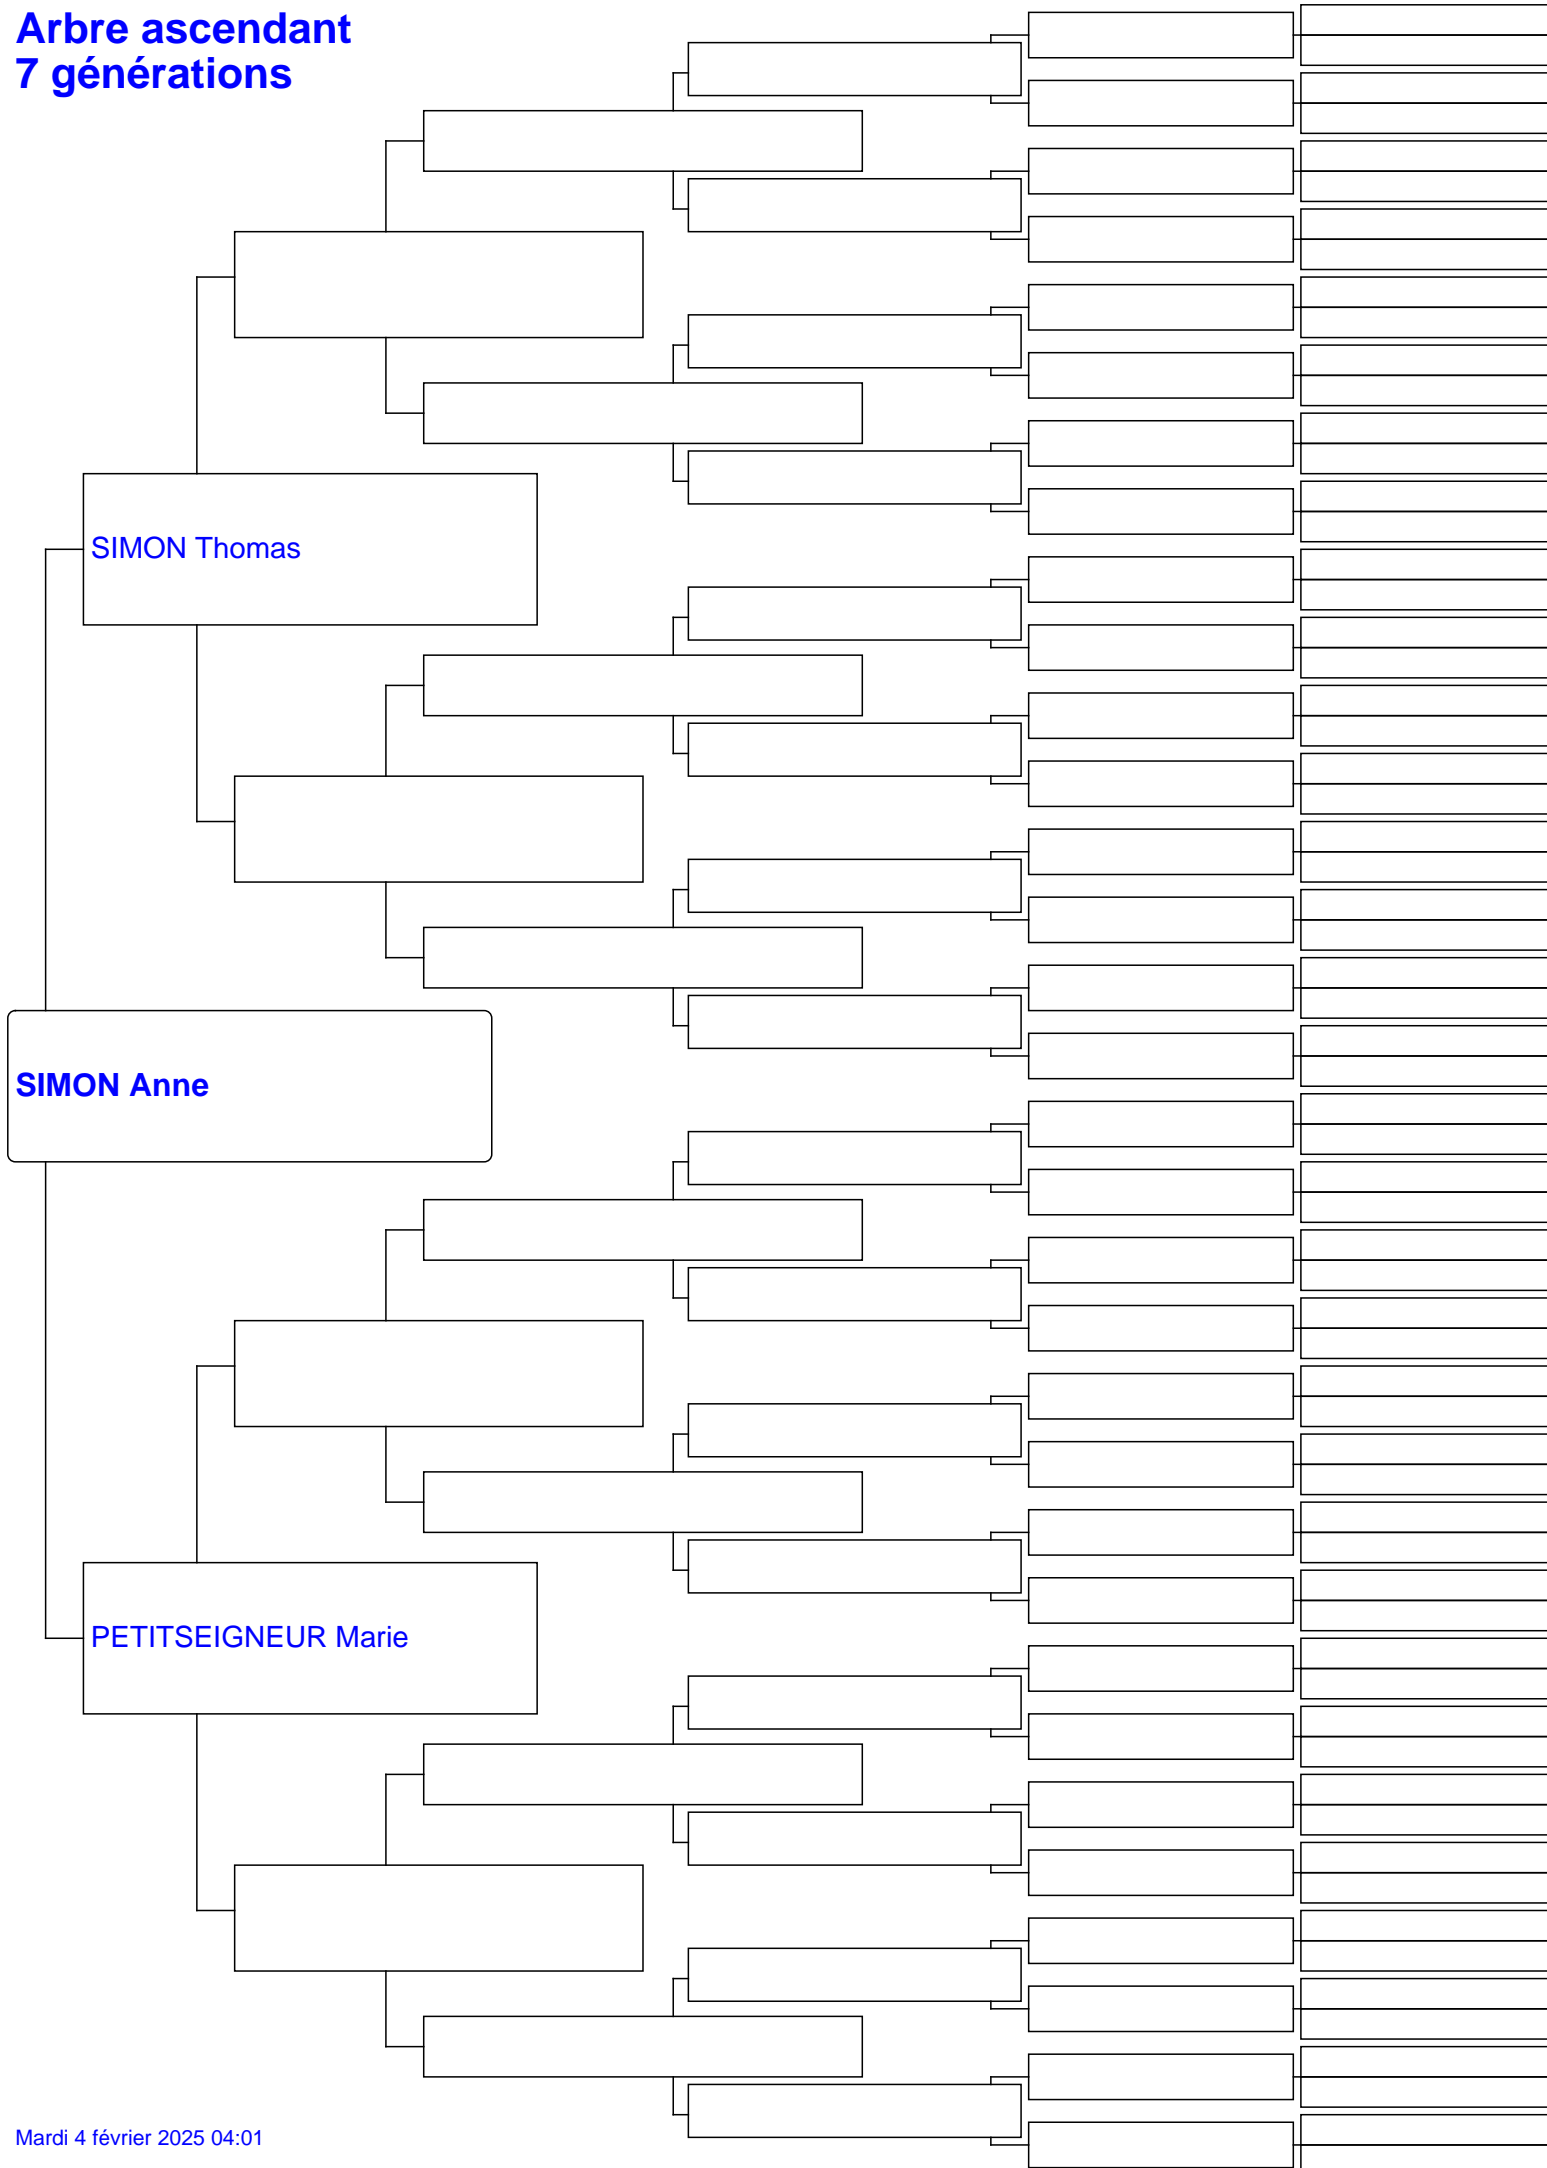 Arbre ascendant
7 générations
SIMON Thomas
SIMON Anne
PETITSEIGNEUR Marie
Mardi 4 février 2025 04:01